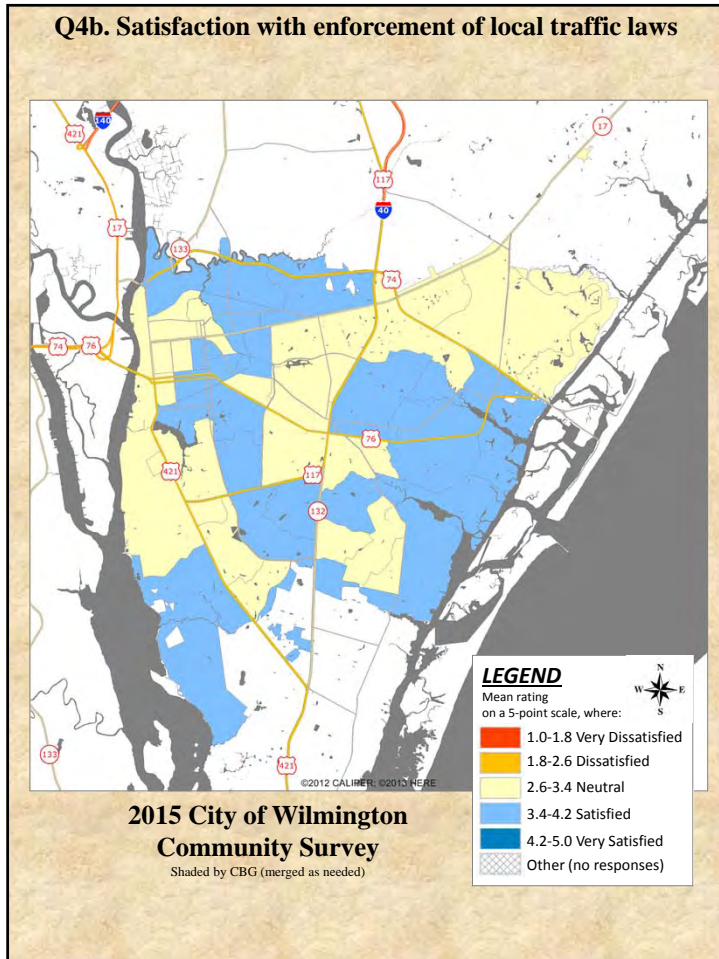 Q4b. Satisfaction with enforcement of local traffic laws
140
421
17
117
40
17
133
74
74
76
76
421
117
132
133
421
©2012 CALIPER; ©2013 HERE
LEGEND
N
W E
S
Mean rating
on a 5-point scale, where:
1.0-1.8 Very Dissatisfied
1.8-2.6 Dissatisfied
2.6-3.4 Neutral
3.4-4.2 Satisfied
4.2-5.0 Very Satisfied
Other (no responses)
2015 City of Wilmington
Community Survey
Shaded by CBG (merged as needed)